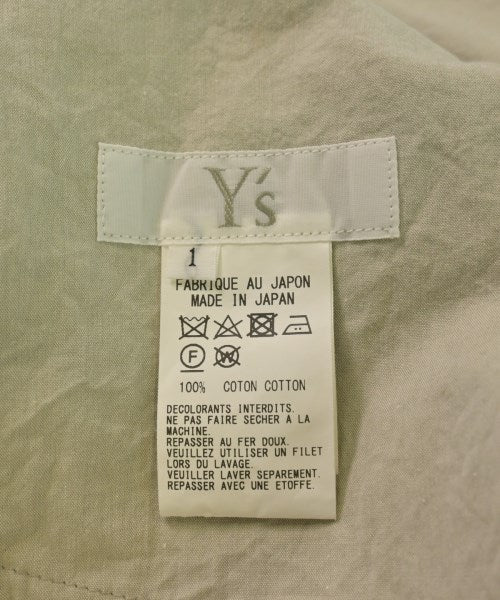 Y's
1
FABRIQUE AU JAPON
MADE IN JAPAN
F W
100% COTON COTTON
DECOLORANTS INTERDITS.
NE PAS FAIRE SECHER A LA
MACHINE.
REPASSER AU FER DOUX.
VEUILLEZ UTILISER UN FILET
LORS DU LAVAGE.
VEUILLER LAVER SEPAREMENT.
REPASSER AVEC UNE ETOFFE.